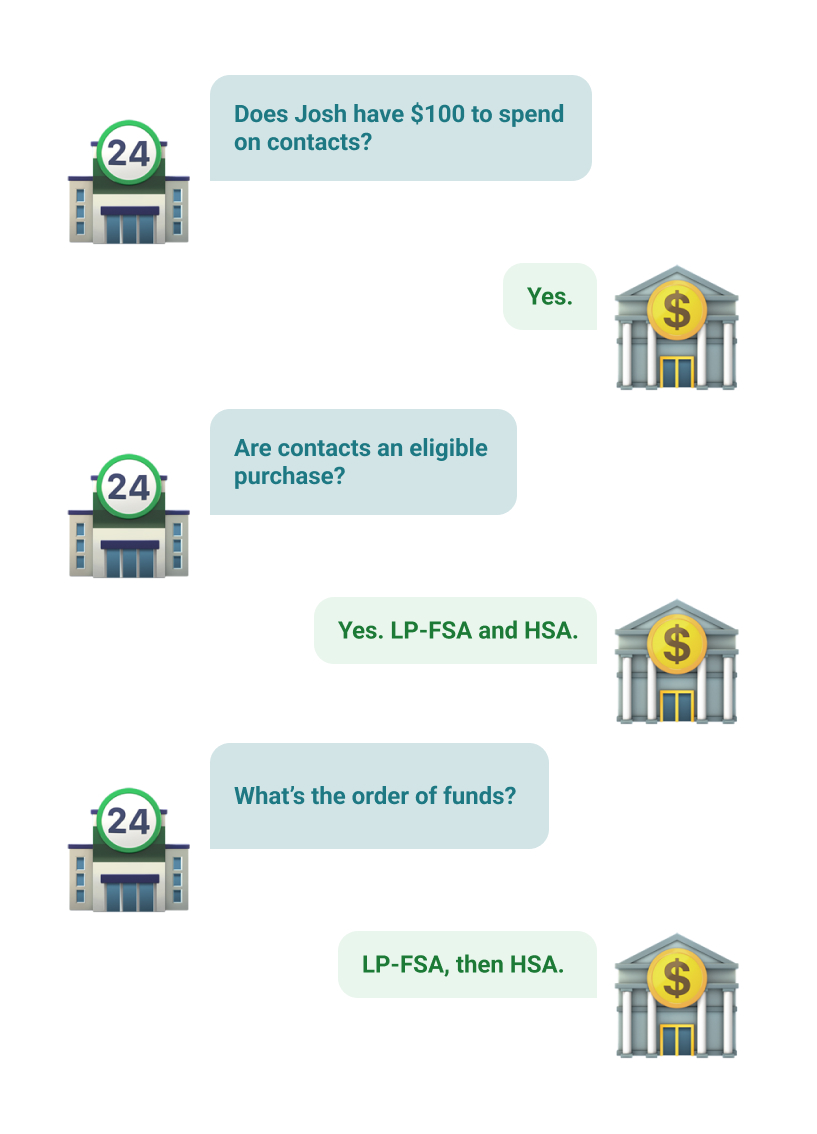 Does Josh have $100 to spend
on contacts?
24
Yes.
$
Are contacts an eligible
purchase?
24
Yes. LP-FSA and HSA.
$
What’s the order of funds?
24
LP-FSA, then HSA.
$